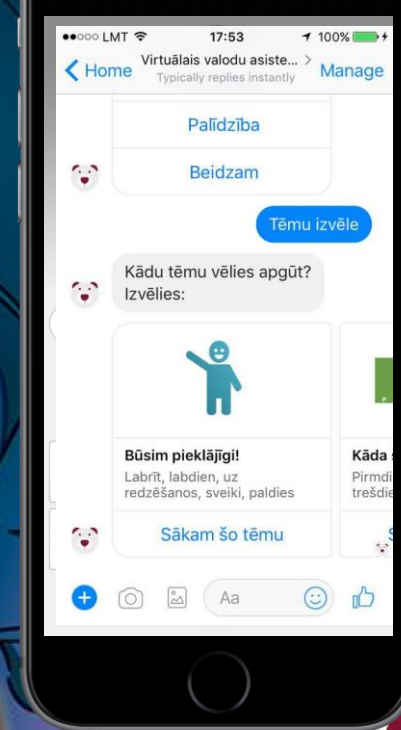 LMT 17:53 100%
Virtuālais valodu asiste... >
Home Typically replies instantly Manage
Palīdzība
Beidzam
Tēmu izvēle
Kādu tēmu vēlies apgūt?
Izvēlies:
Būsim pieklājīgi!
Labrīt, labdien, uz
redzēšanos, sveiki, paldies
Sākam šo tēmu
Kāda
Pirmdi
trešdie
Aa